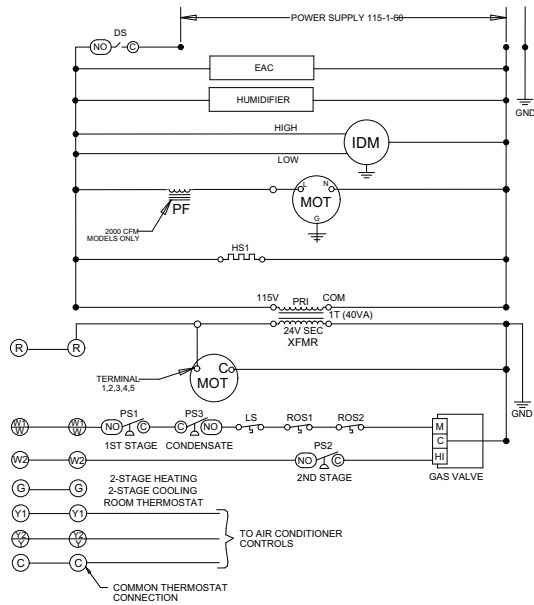 POWER SUPPLY 115-1-60
DS
NO C
EAC
HUMIDIFIER
GND
HIGH
IDM
LOW
L N
MOT
G
PF
2000 CFM
MODELS ONLY
HS1
115V PRI COM
1T (40VA)
24V SEC
XFMR
R R
C
MOT
TERMINAL
1,2,3,4,5
GND
W1 W W1 W NO PS1 C C PS3 NO LS ROS1 ROS2 M
1ST STAGE CONDENSATE
C
W2 W2 NO PS2 C HI
2ND STAGE
GAS VALVE
G G
2-STAGE HEATING
2-STAGE COOLING
ROOM THERMOSTAT
Y1 Y1
Y2 Y Y2 Y
TO AIR CONDITIONER
CONTROLS
C C
COMMON THERMOSTAT
CONNECTION